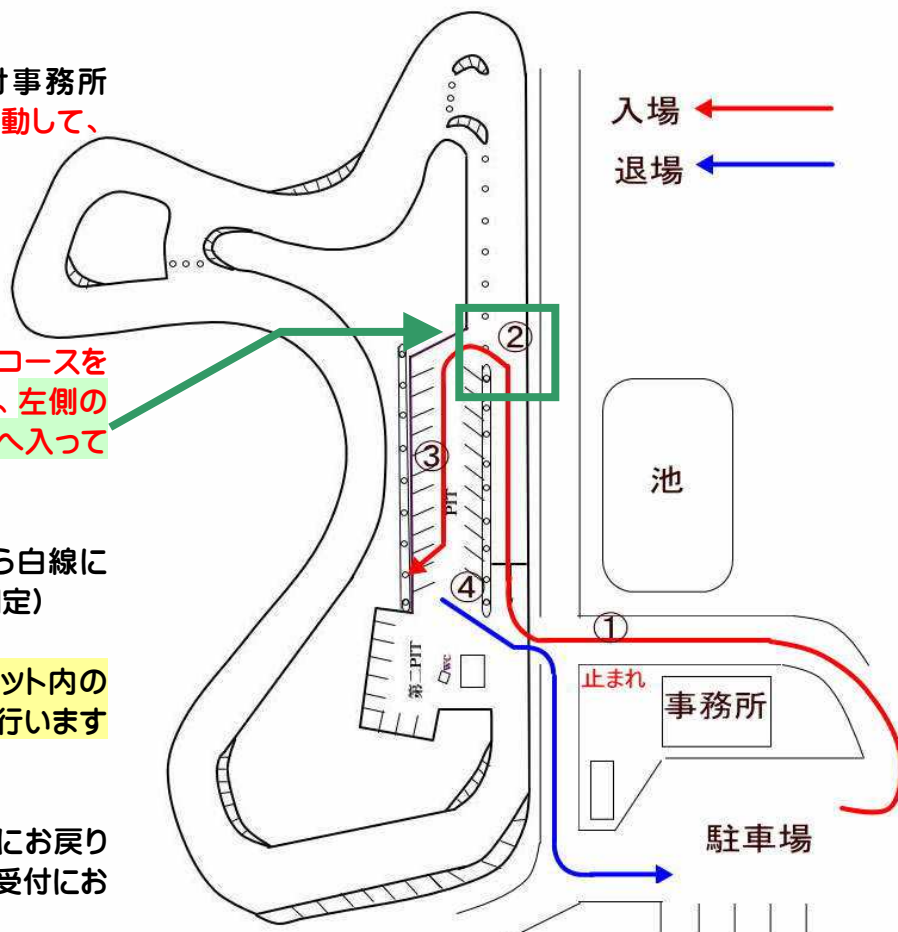 付事務所
動して、
コースを
、左側の
へ入って
ら白線に
定）
ット内の
行います
にお戻り
受付にお
入場
退場
②
③
PIT
池
④
①
第二PIT
WC
止まれ
事務所
駐車場